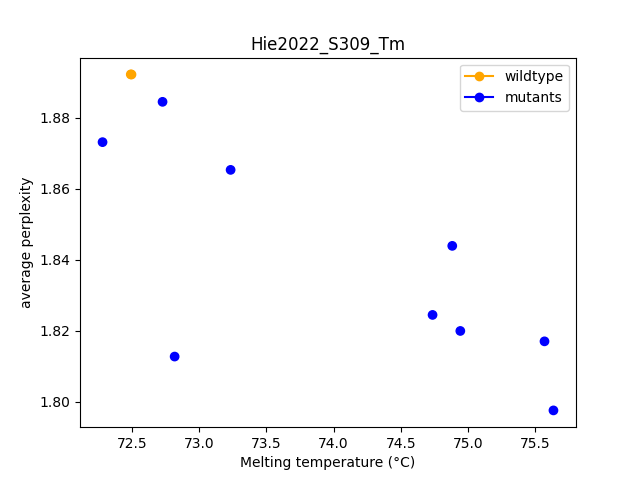 Hie2022_S309_Tm
wildtype
mutants
average perplexity
1.88
1.86
1.84
1.82
1.80
72.5 73.0 73.5 74.0 74.5 75.0 75.5
Melting temperature (°C)